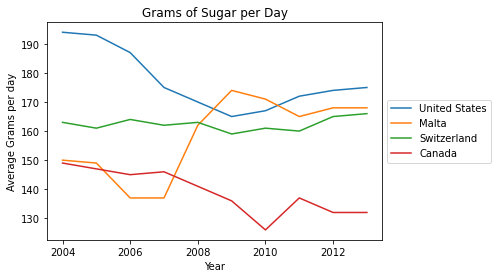 Grams of Sugar per Day
Average Grams per day
190
180
170
160
150
140
130
2004
2006
2008
2010
2012
Year
United States
Malta
Switzerland
Canada